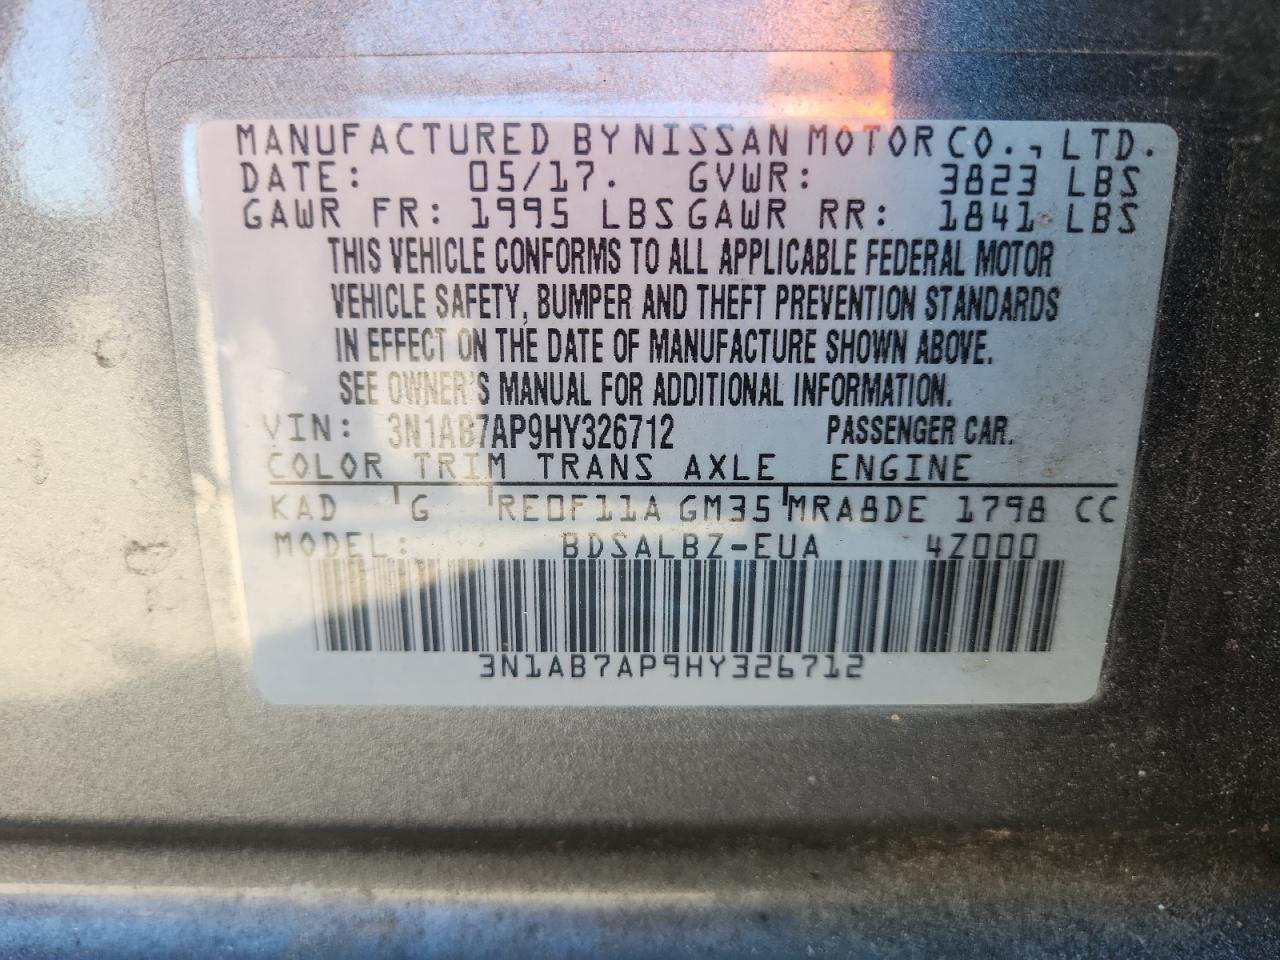 MANUFACTURED BY NISSAN MOTOR CO., LTD.
DATE: 05/17. GVWR: 3823 LBS
GAWR FR: 1995 LBS GAWR RR: 1841 LBS
THIS VEHICLE CONFORMS TO ALL APPLICABLE FEDERAL MOTOR
VEHICLE SAFETY, BUMPER AND THEFT PREVENTION STANDARDS
IN EFFECT ON THE DATE OF MANUFACTURE SHOWN ABOVE.
SEE OWNER'S MANUAL FOR ADDITIONAL INFORMATION.
VIN: 3N1AB7AP9HY326712 PASSENGER CAR.
COLOR TRIM TRANS AXLE ENGINE
KAD G RE0F11A GM35 MRA8DE 1798 CC
MODEL: BDSALBZ-EUA 4Z000
3N1AB7AP9HY326712